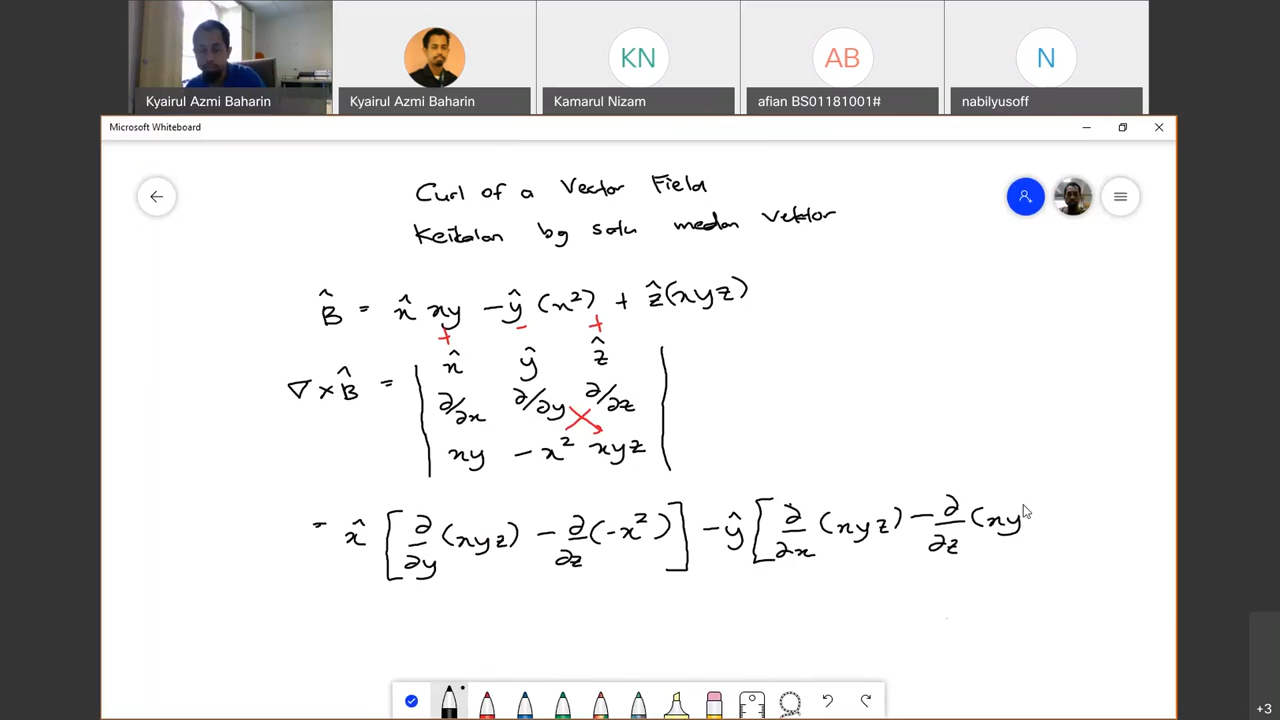 KN
AB
N
Kyairul Azmi Baharin
Kyairul Azmi Baharin
Kamarul Nizam
afian BS01181001#
nabilyusoff
Microsoft Whiteboard
Curl of a Vector Field
Keikalan bg satu medan Vektor
B̂ = x̂ xy - ŷ (x²) + ẑ(xyz)
+ - +
∇ × B̂ = | x̂ ŷ ẑ |
| ∂/∂x ∂/∂y ∂/∂z |
| xy -x² xyz |
= x̂ [∂/∂y (xyz) - ∂/∂z (-x²)] - ŷ [∂/∂x (xyz) - ∂/∂z (xy
+3